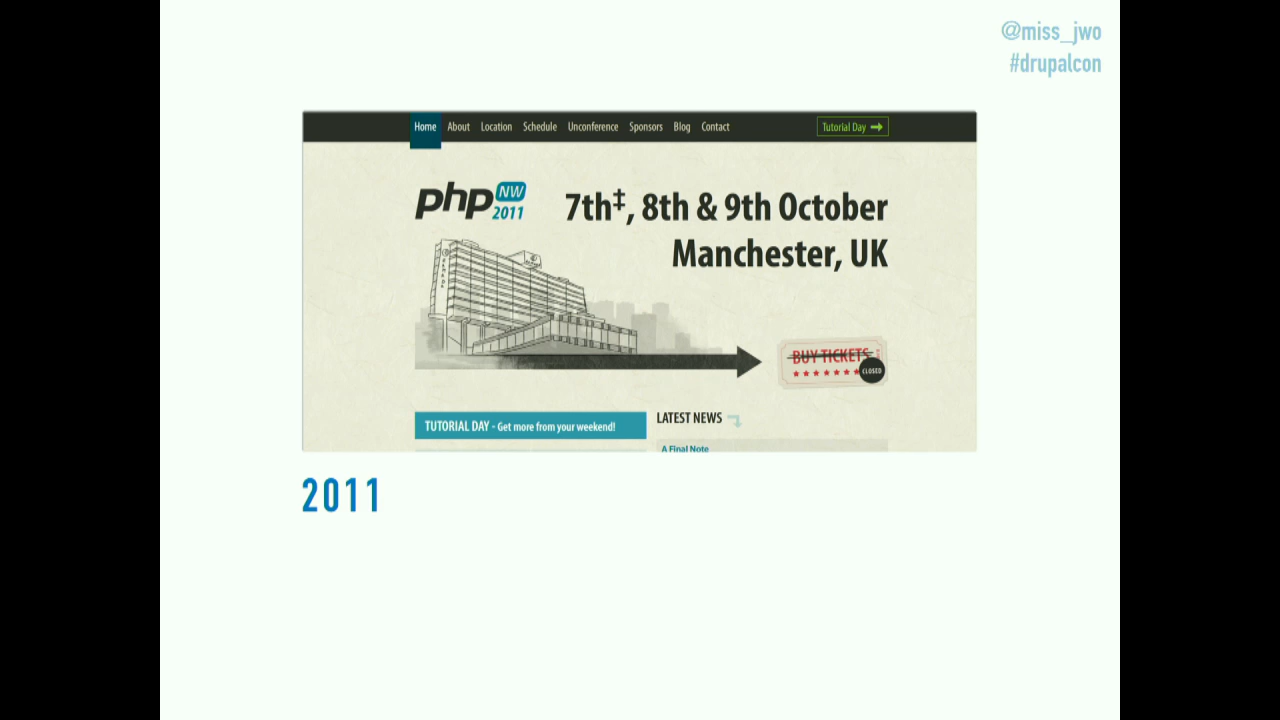 @miss_jwo
#drupalcon
Home About Location Schedule Unconference Sponsors Blog Contact Tutorial Day
php NW 2011
7th‡, 8th & 9th October
Manchester, UK
BUY TICKETS
CLOSED
TUTORIAL DAY - Get more from your weekend!
LATEST NEWS
A Final Note
2011